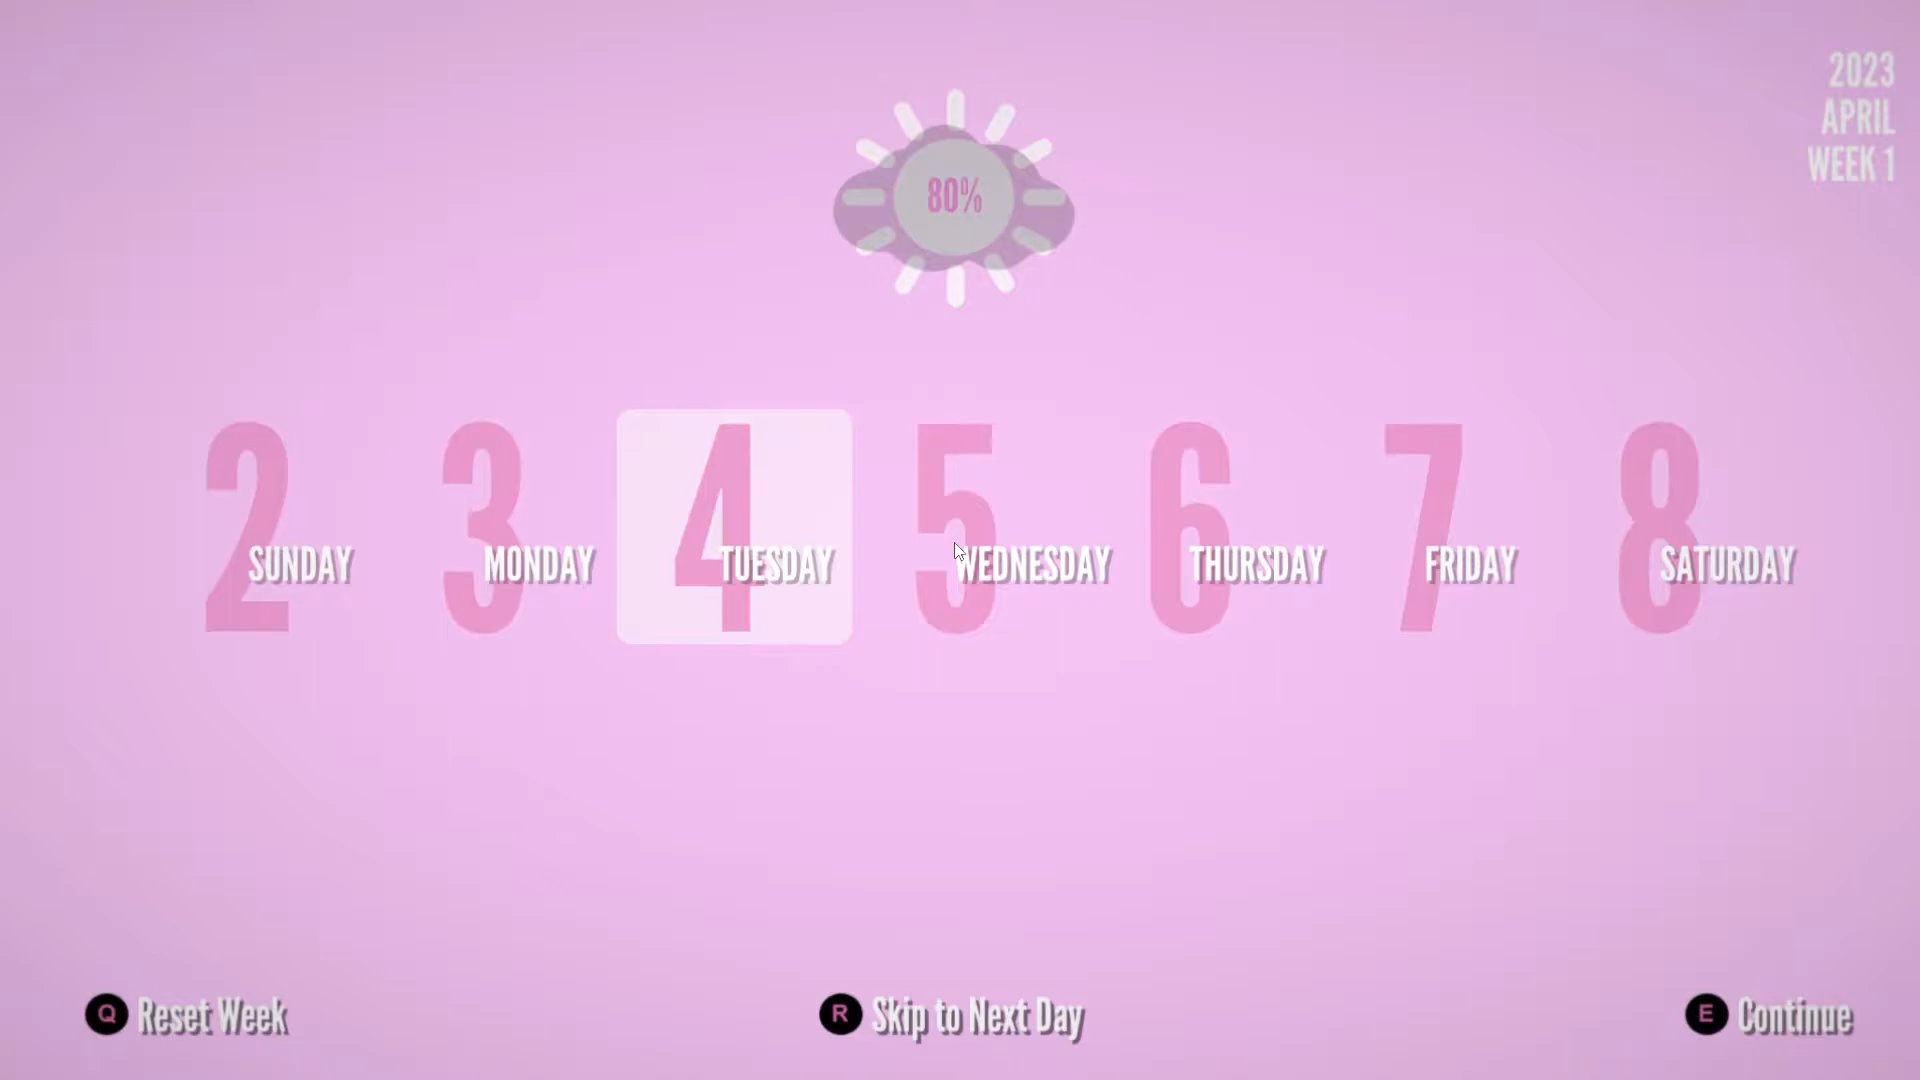 2023
APRIL
WEEK 1
80%
2 3 4 5 6 7 8
SUNDAY MONDAY TUESDAY WEDNESDAY THURSDAY FRIDAY SATURDAY
Q Reset Week R Skip to Next Day E Continue